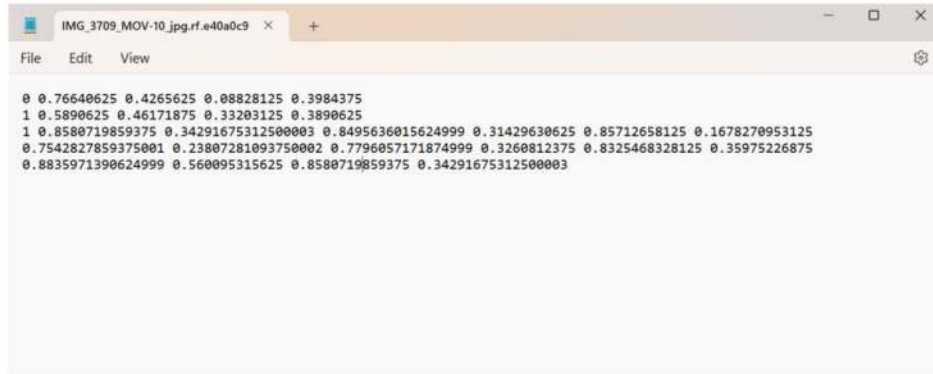 IMG_3709_MOV-10_jpg.rf.e40a0c9
File Edit View
0 0.76640625 0.4265625 0.08828125 0.3984375
1 0.5890625 0.46171875 0.33203125 0.3890625
1 0.8580719859375 0.34291675312500003 0.8495636015624999 0.31429630625 0.85712658125 0.1678270953125
0.7542827859375001 0.23807281093750002 0.7796057171874999 0.3260812375 0.8325468328125 0.35975226875
0.8835971390624999 0.560095315625 0.8580719859375 0.34291675312500003